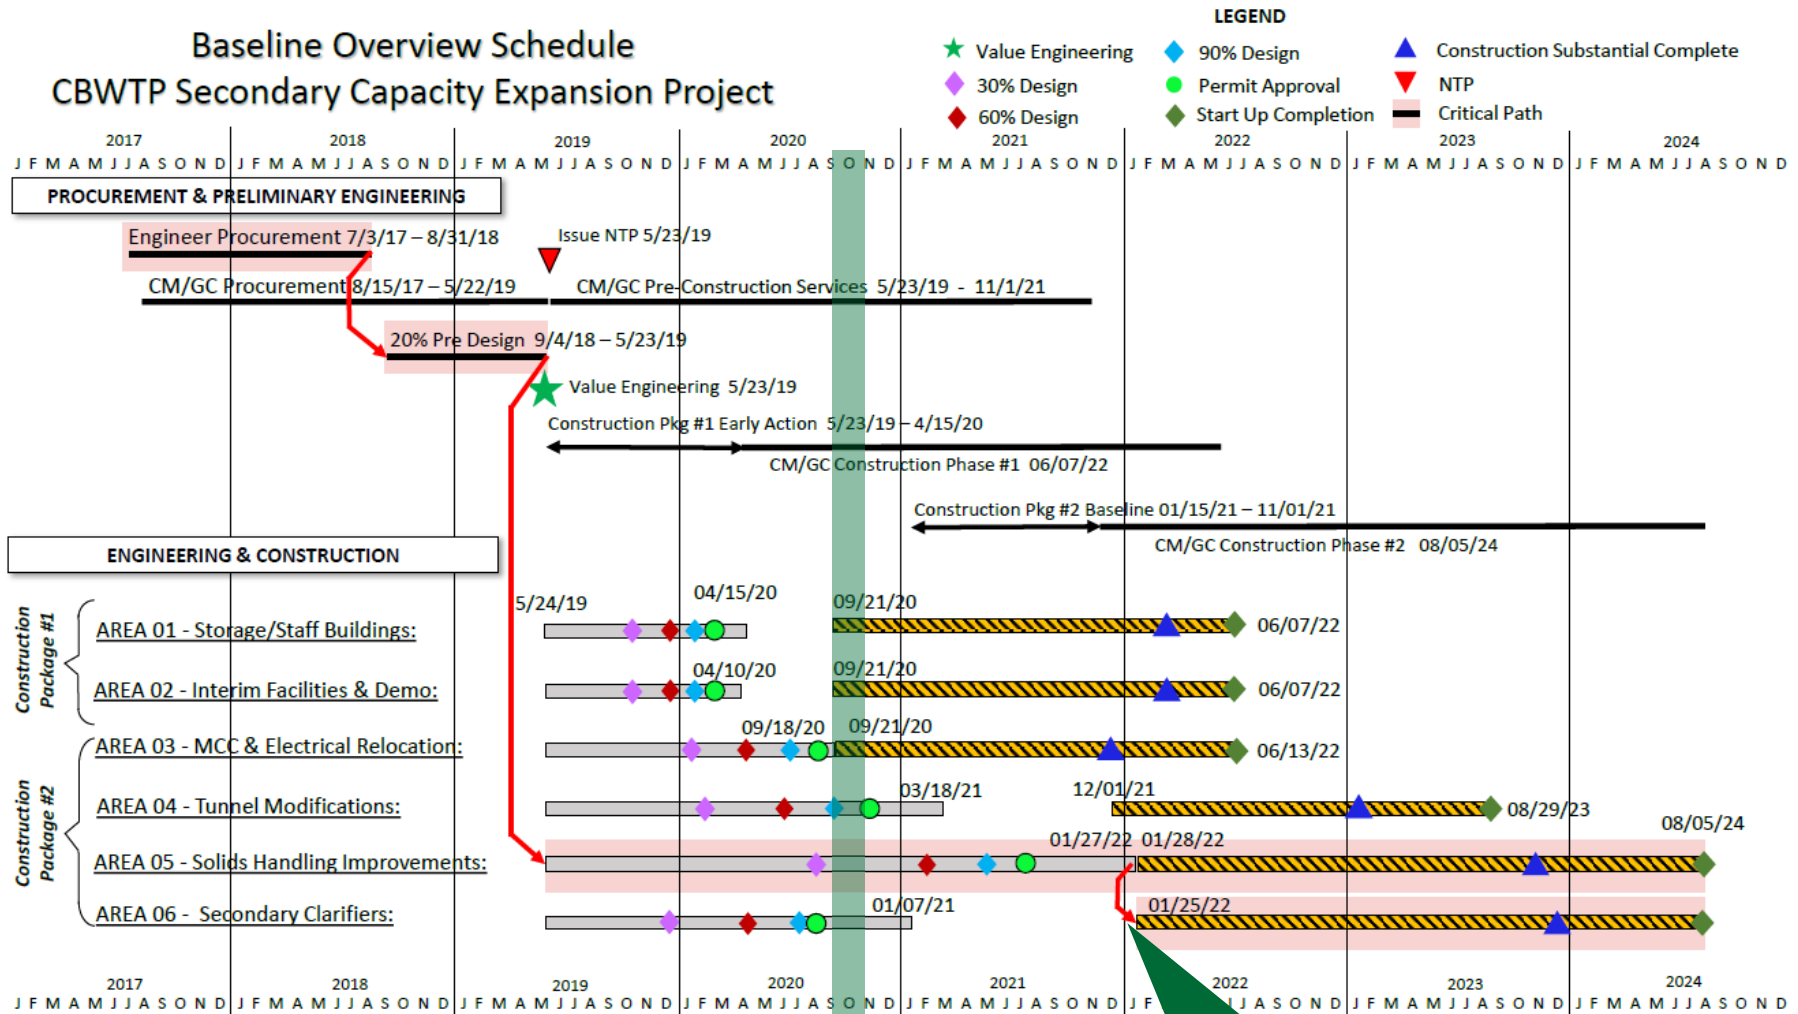 Baseline Overview Schedule
CBWTP Secondary Capacity Expansion Project
LEGEND
Value Engineering
30% Design
60% Design
90% Design
Permit Approval
Start Up Completion
Construction Substantial Complete
NTP
Critical Path
2017 2018 2019 2020 2021 2022 2023 2024
J F M A M J J A S O N D J F M A M J J A S O N D J F M A M J J A S O N D J F M A M J J A S O N D J F M A M J J A S O N D J F M A M J J A S O N D J F M A M J J A S O N D J F M A M J J A S O N D
PROCUREMENT & PRELIMINARY ENGINEERING
Engineer Procurement 7/3/17 – 8/31/18
Issue NTP 5/23/19
CM/GC Procurement 8/15/17 – 5/22/19
CM/GC Pre-Construction Services 5/23/19 - 11/1/21
20% Pre Design 9/4/18 – 5/23/19
Value Engineering 5/23/19
Construction Pkg #1 Early Action 5/23/19 – 4/15/20
CM/GC Construction Phase #1 06/07/22
Construction Pkg #2 Baseline 01/15/21 – 11/01/21
CM/GC Construction Phase #2 08/05/24
ENGINEERING & CONSTRUCTION
Construction
Package #1
5/24/19
04/15/20
09/21/20
AREA 01 - Storage/Staff Buildings:
06/07/22
04/10/20
09/21/20
AREA 02 - Interim Facilities & Demo:
06/07/22
Construction
Package #2
09/18/20
09/21/20
AREA 03 - MCC & Electrical Relocation:
06/13/22
03/18/21
12/01/21
AREA 04 - Tunnel Modifications:
08/29/23
08/05/24
01/27/22
01/28/22
AREA 05 - Solids Handling Improvements:
01/07/21
01/25/22
AREA 06 - Secondary Clarifiers:
2017 2018 2019 2020 2021 2022 2023 2024
J F M A M J J A S O N D J F M A M J J A S O N D J F M A M J J A S O N D J F M A M J J A S O N D J F M A M J J A S O N D J F M A M J J A S O N D J F M A M J J A S O N D J F M A M J J A S O N D